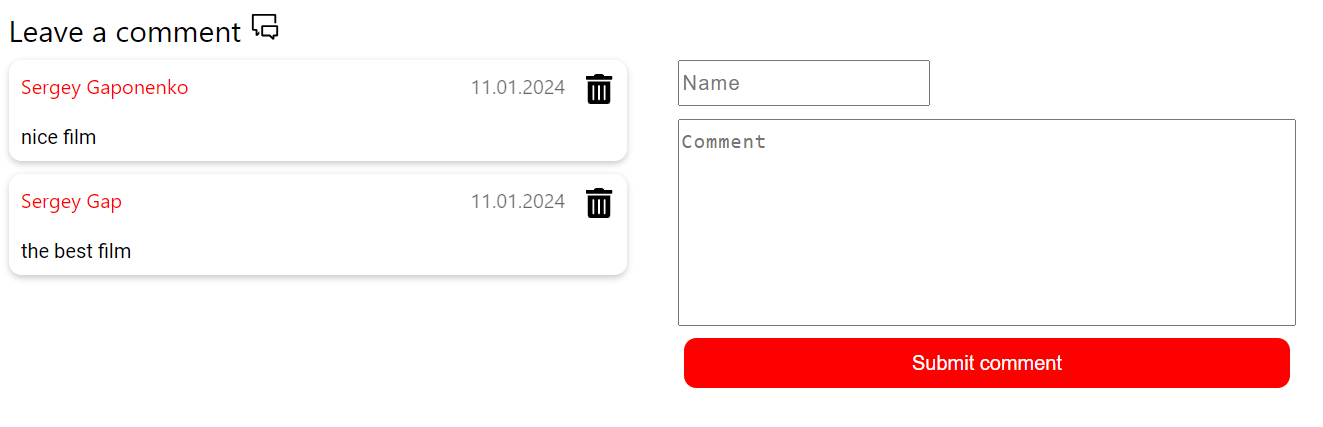 Leave a comment
Sergey Gaponenko 11.01.2024
nice film
Sergey Gap 11.01.2024
the best film
Name
Comment
Submit comment